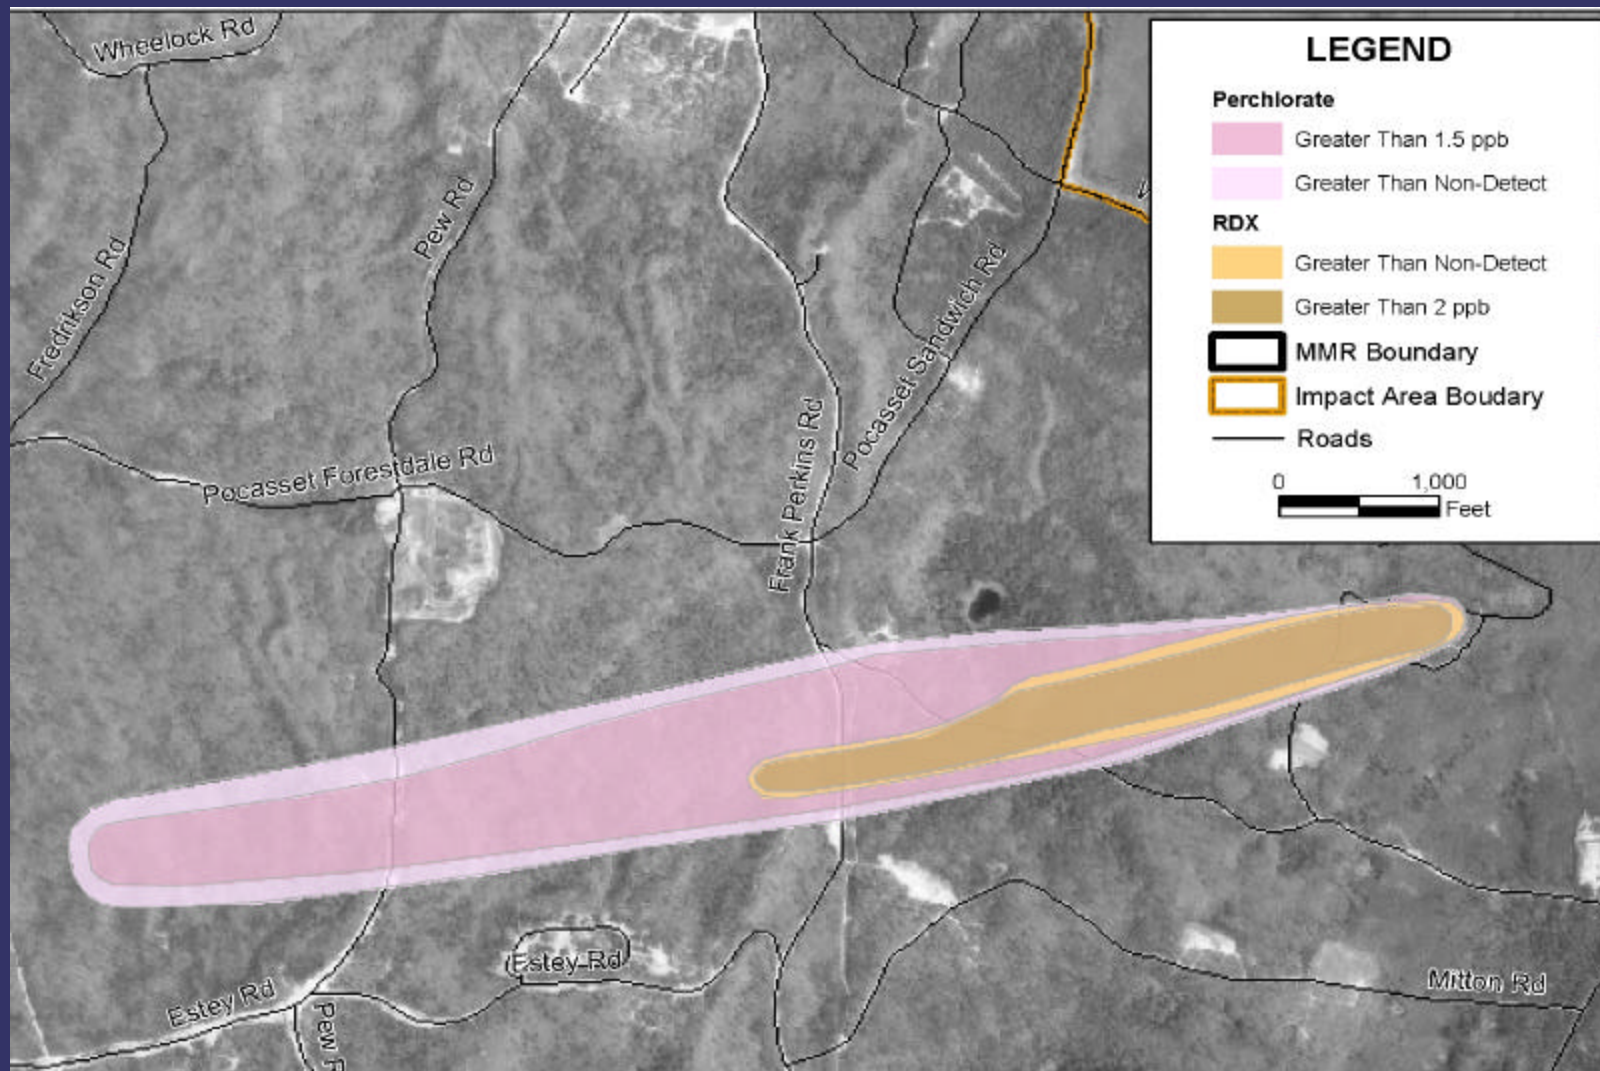 Wheelock Rd
Fredrikson Rd
Pew Rd
Pocasset Forestdale Rd
Frank Perkins Rd
Pocasset Sandwich Rd
LEGEND
Perchlorate
Greater Than 1.5 ppb
Greater Than Non-Detect
RDX
Greater Than Non-Detect
Greater Than 2 ppb
MMR Boundary
Impact Area Boudary
Roads
0 1,000
Feet
Estey Rd
Estey Rd
Pew
Mitton Rd